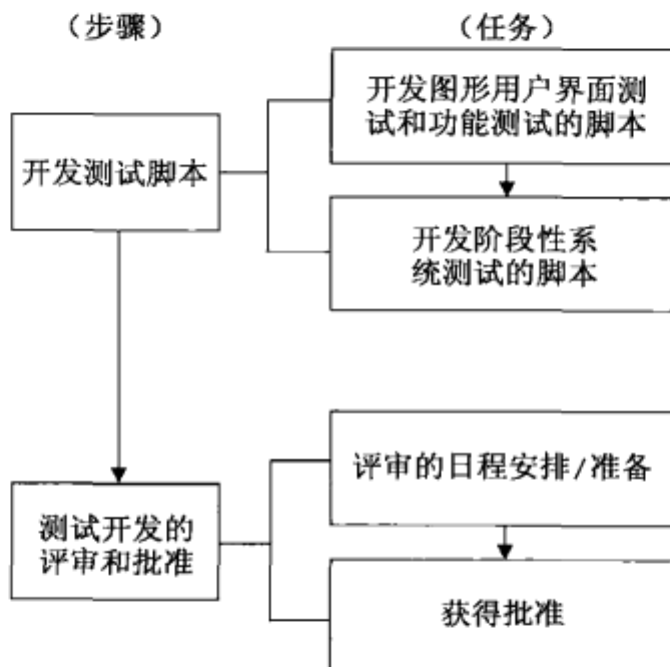 （步骤）
（任务）
开发测试脚本
开发图形用户界面测
试和功能测试的脚本
开发阶段性系
统测试的脚本
测试开发的
评审和批准
评审的日程安排/准备
获得批准